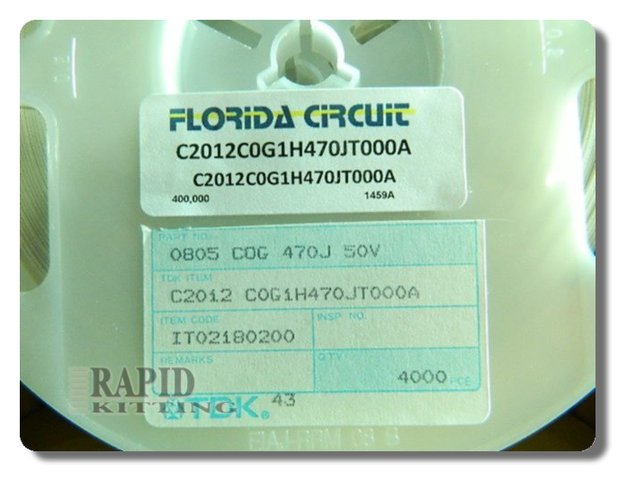 FLORIDA CIRCUIT
C2012C0G1H470JT000A
C2012C0G1H470JT000A
400,000 1459A
PART NO.
0805 COG 470J 50V
TDK ITEM
C2012 C0G1H470JT000A
ITEM CODE INSP NO.
IT02180200
REMARKS Q'TY
4000 PCE
RAPID
KITTING
TDK® 43